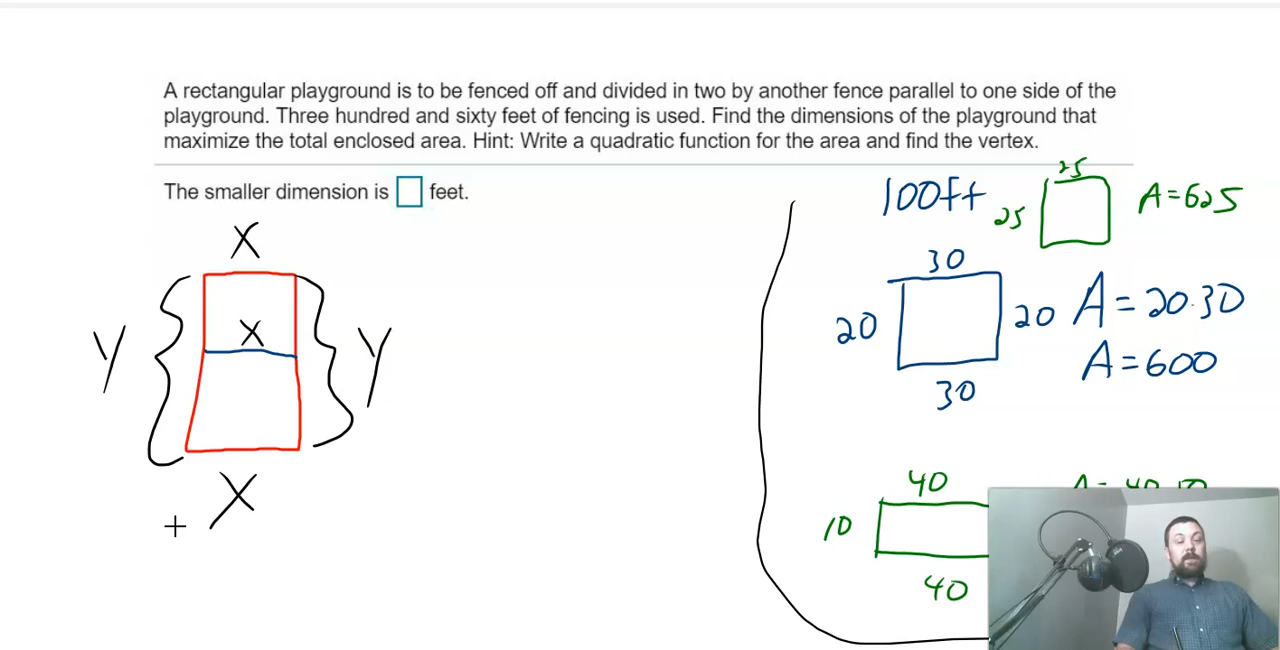 A rectangular playground is to be fenced off and divided in two by another fence parallel to one side of the
playground. Three hundred and sixty feet of fencing is used. Find the dimensions of the playground that
maximize the total enclosed area. Hint: Write a quadratic function for the area and find the vertex.
The smaller dimension is feet.
X
X
Y
Y
X
+
25
100ft
25
A=625
30
20
20
A=20·30
A=600
30
40
10
40